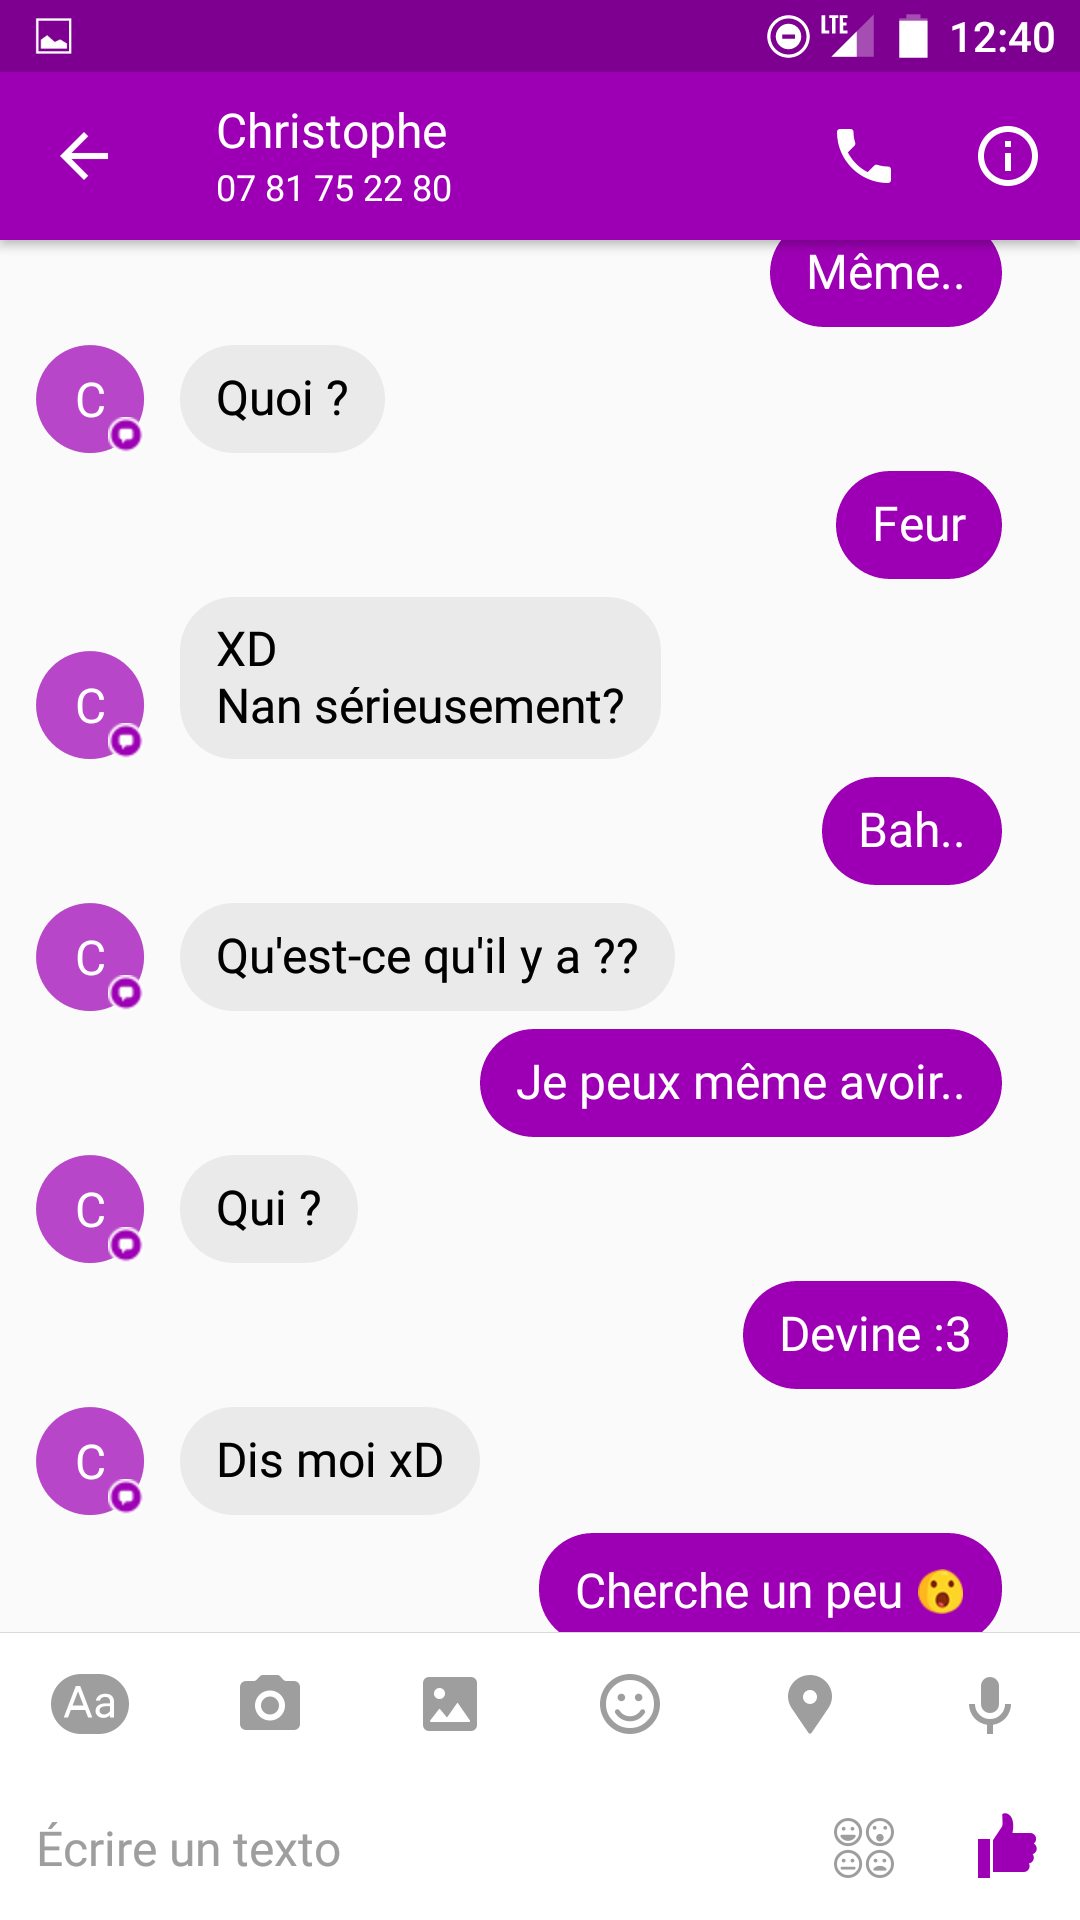 LTE 12:40
Christophe
07 81 75 22 80
Même..
C
Quoi ?
Feur
XD
Nan sérieusement?
C
Bah..
C
Qu'est-ce qu'il y a ??
Je peux même avoir..
C
Qui ?
Devine :3
C
Dis moi xD
Cherche un peu 😮
Aa
Écrire un texto